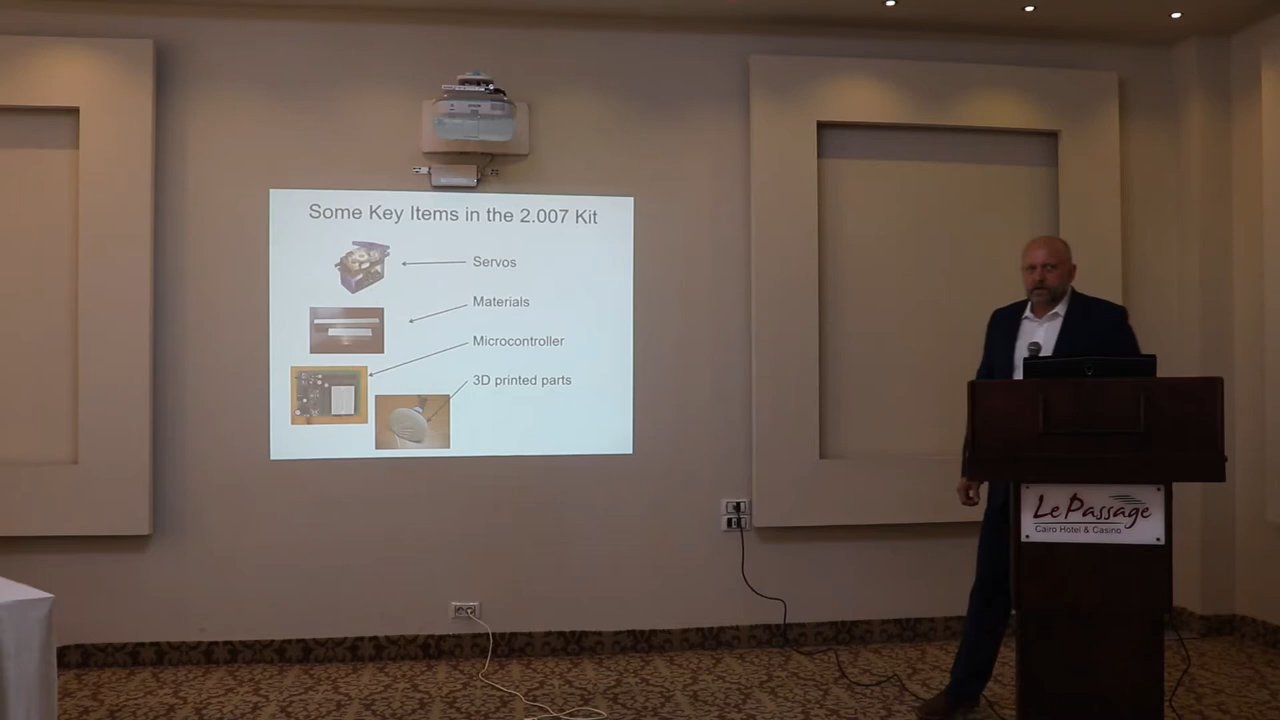 EPSON
Some Key Items in the 2.007 Kit
Servos
Materials
Microcontroller
3D printed parts
Le Passage
Cairo Hotel & Casino